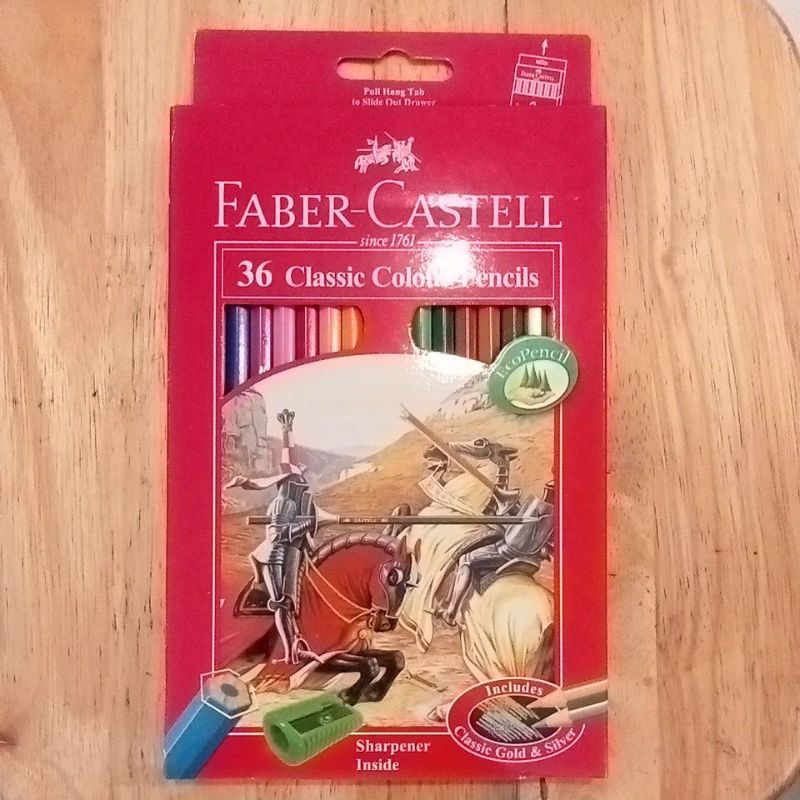 Pull Hang Tab
to Slide Out Drawer
FABER-CASTELL
since 1761
36 Classic Colour Pencils
EcoPencil
CASTELL
Includes
Classic Gold & Silver
Sharpener
Inside